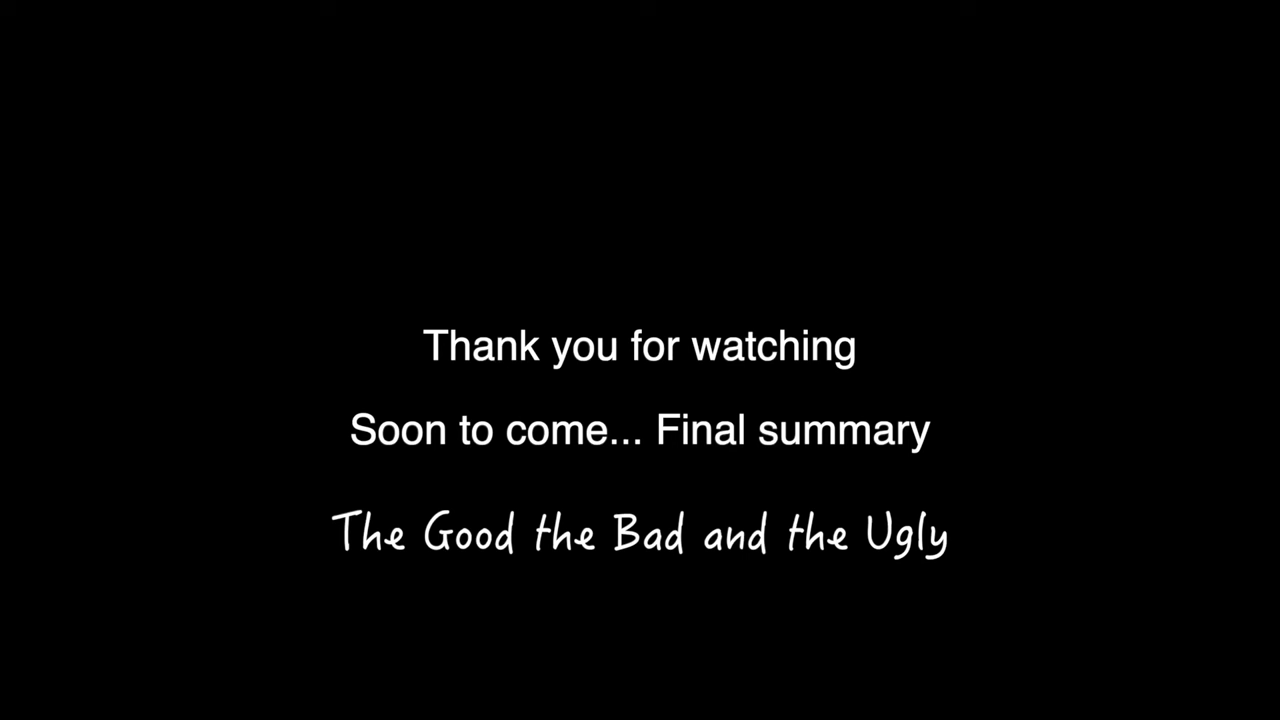 Thank you for watching
Soon to come... Final summary
The Good the Bad and the Ugly